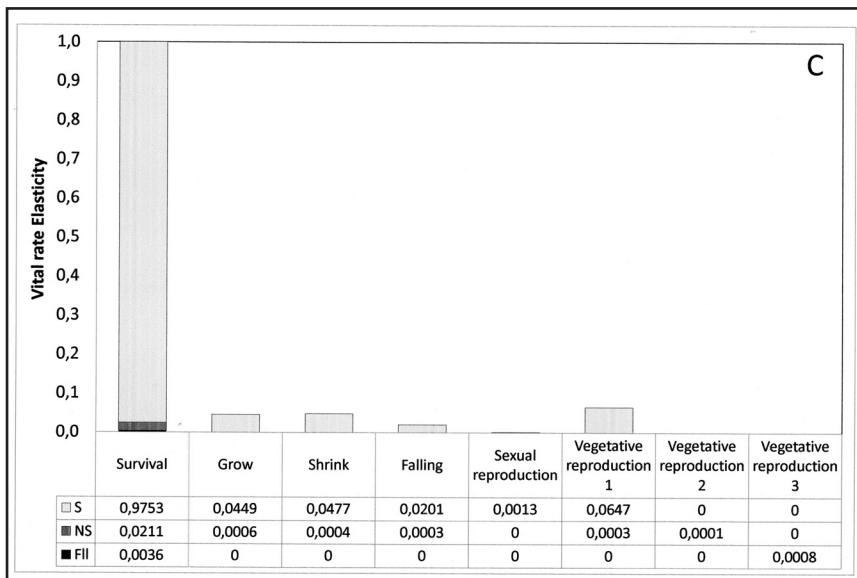 C
Vital rate Elasticity
1,0
0,9
0,8
0,7
0,6
0,5
0,4
0,3
0,2
0,1
0,0
Survival Grow Shrink Falling Sexual reproduction Vegetative reproduction 1 Vegetative reproduction 2 Vegetative reproduction 3
S 0,9753 0,0449 0,0477 0,0201 0,0013 0,0647 0 0
NS 0,0211 0,0006 0,0004 0,0003 0 0,0003 0,0001 0
Fll 0,0036 0 0 0 0 0 0 0,0008